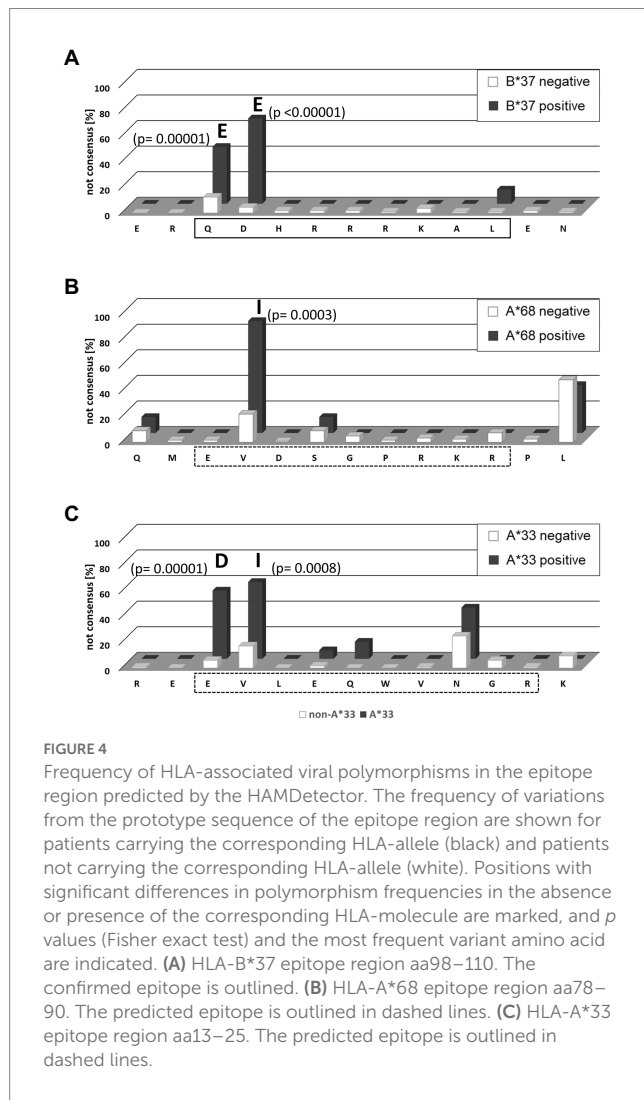 A
not consensus [%]
100
80
60
40
20
0
B*37 negative
B*37 positive
(p= 0.00001)
E
E
(p <0.00001)
E R Q D H R R R K A L E N
B
not consensus [%]
100
80
60
40
20
0
A*68 negative
A*68 positive
I
(p= 0.0003)
Q M E V D S G P R K R P L
C
not consensus [%]
100
80
60
40
20
0
A*33 negative
A*33 positive
(p= 0.00001)
D
I
(p= 0.0008)
R E E V L E Q W V N G R K
non-A*33 A*33
FIGURE 4
Frequency of HLA-associated viral polymorphisms in the epitope
region predicted by the HAMDetector. The frequency of variations
from the prototype sequence of the epitope region are shown for
patients carrying the corresponding HLA-allele (black) and patients
not carrying the corresponding HLA-allele (white). Positions with
significant differences in polymorphism frequencies in the absence
or presence of the corresponding HLA-molecule are marked, and p
values (Fisher exact test) and the most frequent variant amino acid
are indicated. (A) HLA-B*37 epitope region aa98–110. The
confirmed epitope is outlined. (B) HLA-A*68 epitope region aa78–
90. The predicted epitope is outlined in dashed lines. (C) HLA-A*33
epitope region aa13–25. The predicted epitope is outlined in
dashed lines.